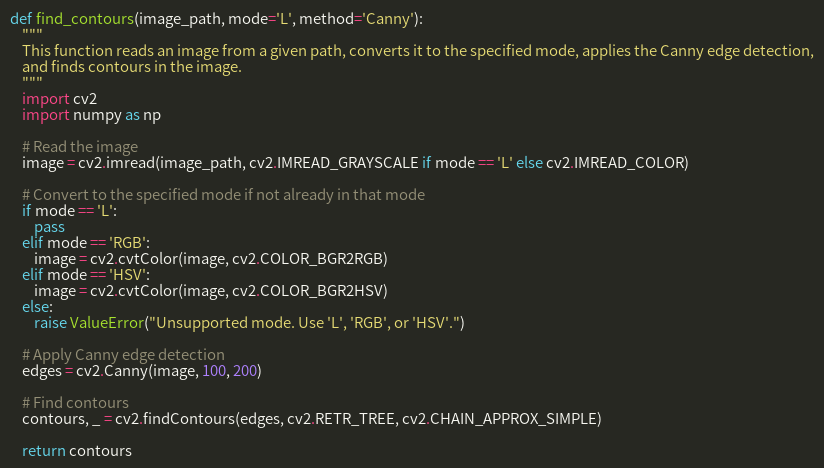 def find_contours(image_path, mode='L', method='Canny'):
    """
    This function reads an image from a given path, converts it to the specified mode, applies the Canny edge detection,
    and finds contours in the image.
    """
    import cv2
    import numpy as np

    # Read the image
    image = cv2.imread(image_path, cv2.IMREAD_GRAYSCALE if mode == 'L' else cv2.IMREAD_COLOR)

    # Convert to the specified mode if not already in that mode
    if mode == 'L':
        pass
    elif mode == 'RGB':
        image = cv2.cvtColor(image, cv2.COLOR_BGR2RGB)
    elif mode == 'HSV':
        image = cv2.cvtColor(image, cv2.COLOR_BGR2HSV)
    else:
        raise ValueError("Unsupported mode. Use 'L', 'RGB', or 'HSV'.")

    # Apply Canny edge detection
    edges = cv2.Canny(image, 100, 200)

    # Find contours
    contours, _ = cv2.findContours(edges, cv2.RETR_TREE, cv2.CHAIN_APPROX_SIMPLE)

    return contours